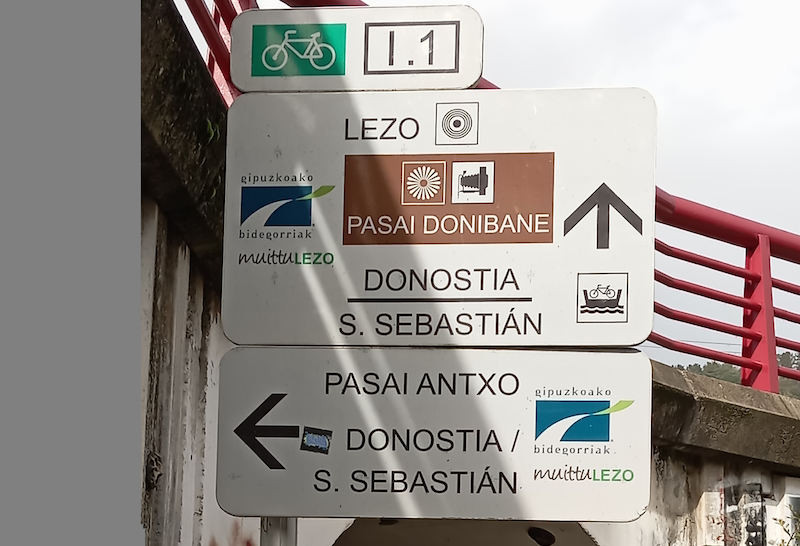 I.1
LEZO
gipuzkoako
bidegorriak
muittuLEZO
PASAI DONIBANE
DONOSTIA
S. SEBASTIÁN
PASAI ANTXO
DONOSTIA /
S. SEBASTIÁN
gipuzkoako
bidegorriak
muittuLEZO